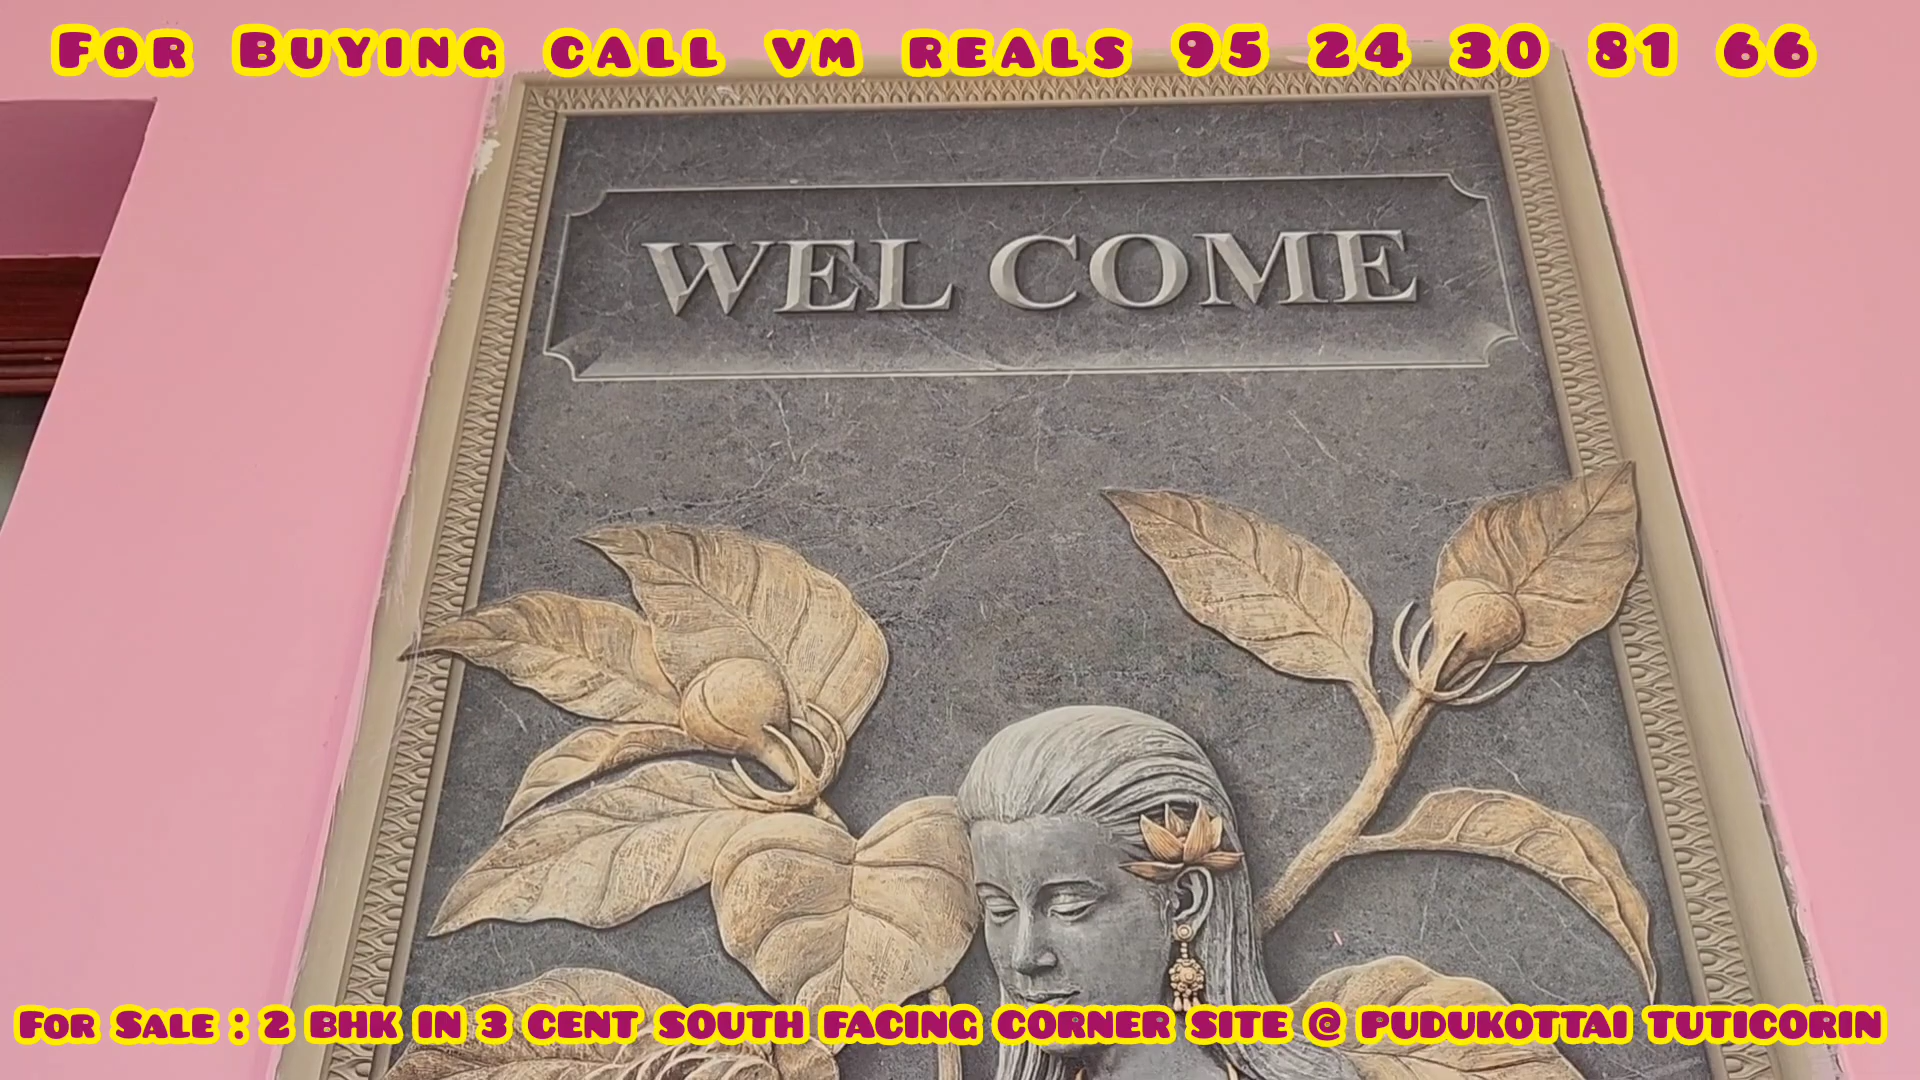 For Buying call vm reals 95 24 30 81 66
WEL COME
For Sale : 2 BHK IN 3 CENT SOUTH FACING CORNER SITE @ PUDUKOTTAI TUTICORIN